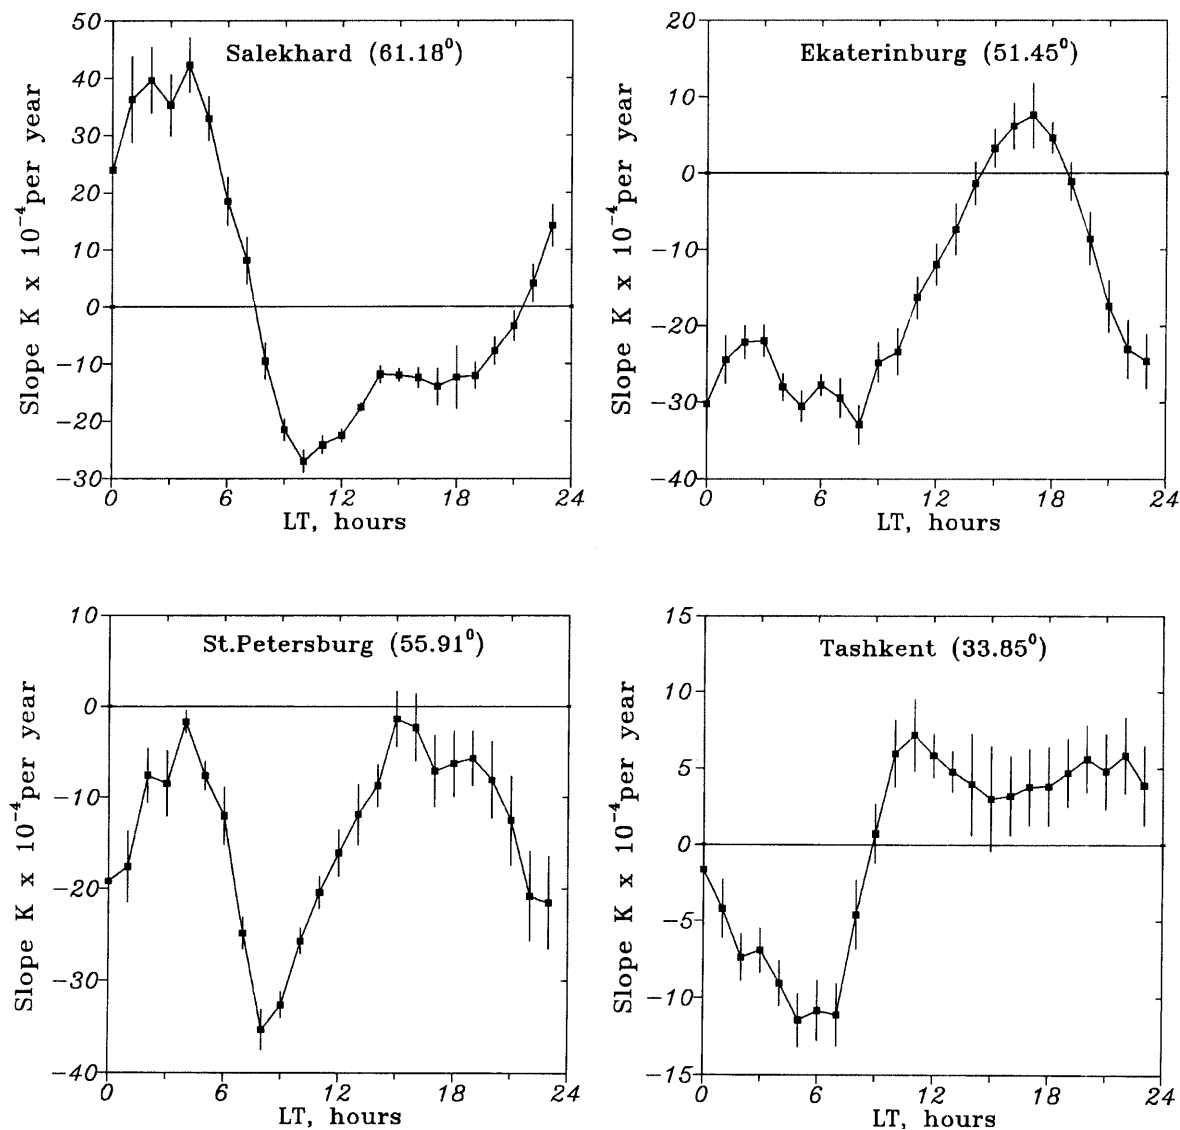 Salekhard (61.18⁰)
Slope K x 10⁻⁴per year
50
40
30
20
10
0
−10
−20
−30
0 6 12 18 24
LT, hours
Ekaterinburg (51.45⁰)
Slope K x 10⁻⁴per year
20
10
0
−10
−20
−30
−40
0 6 12 18 24
LT, hours
St.Petersburg (55.91⁰)
Slope K x 10⁻⁴per year
10
0
−10
−20
−30
−40
0 6 12 18 24
LT, hours
Tashkent (33.85⁰)
Slope K x 10⁻⁴per year
15
10
5
0
−5
−10
−15
0 6 12 18 24
LT, hours